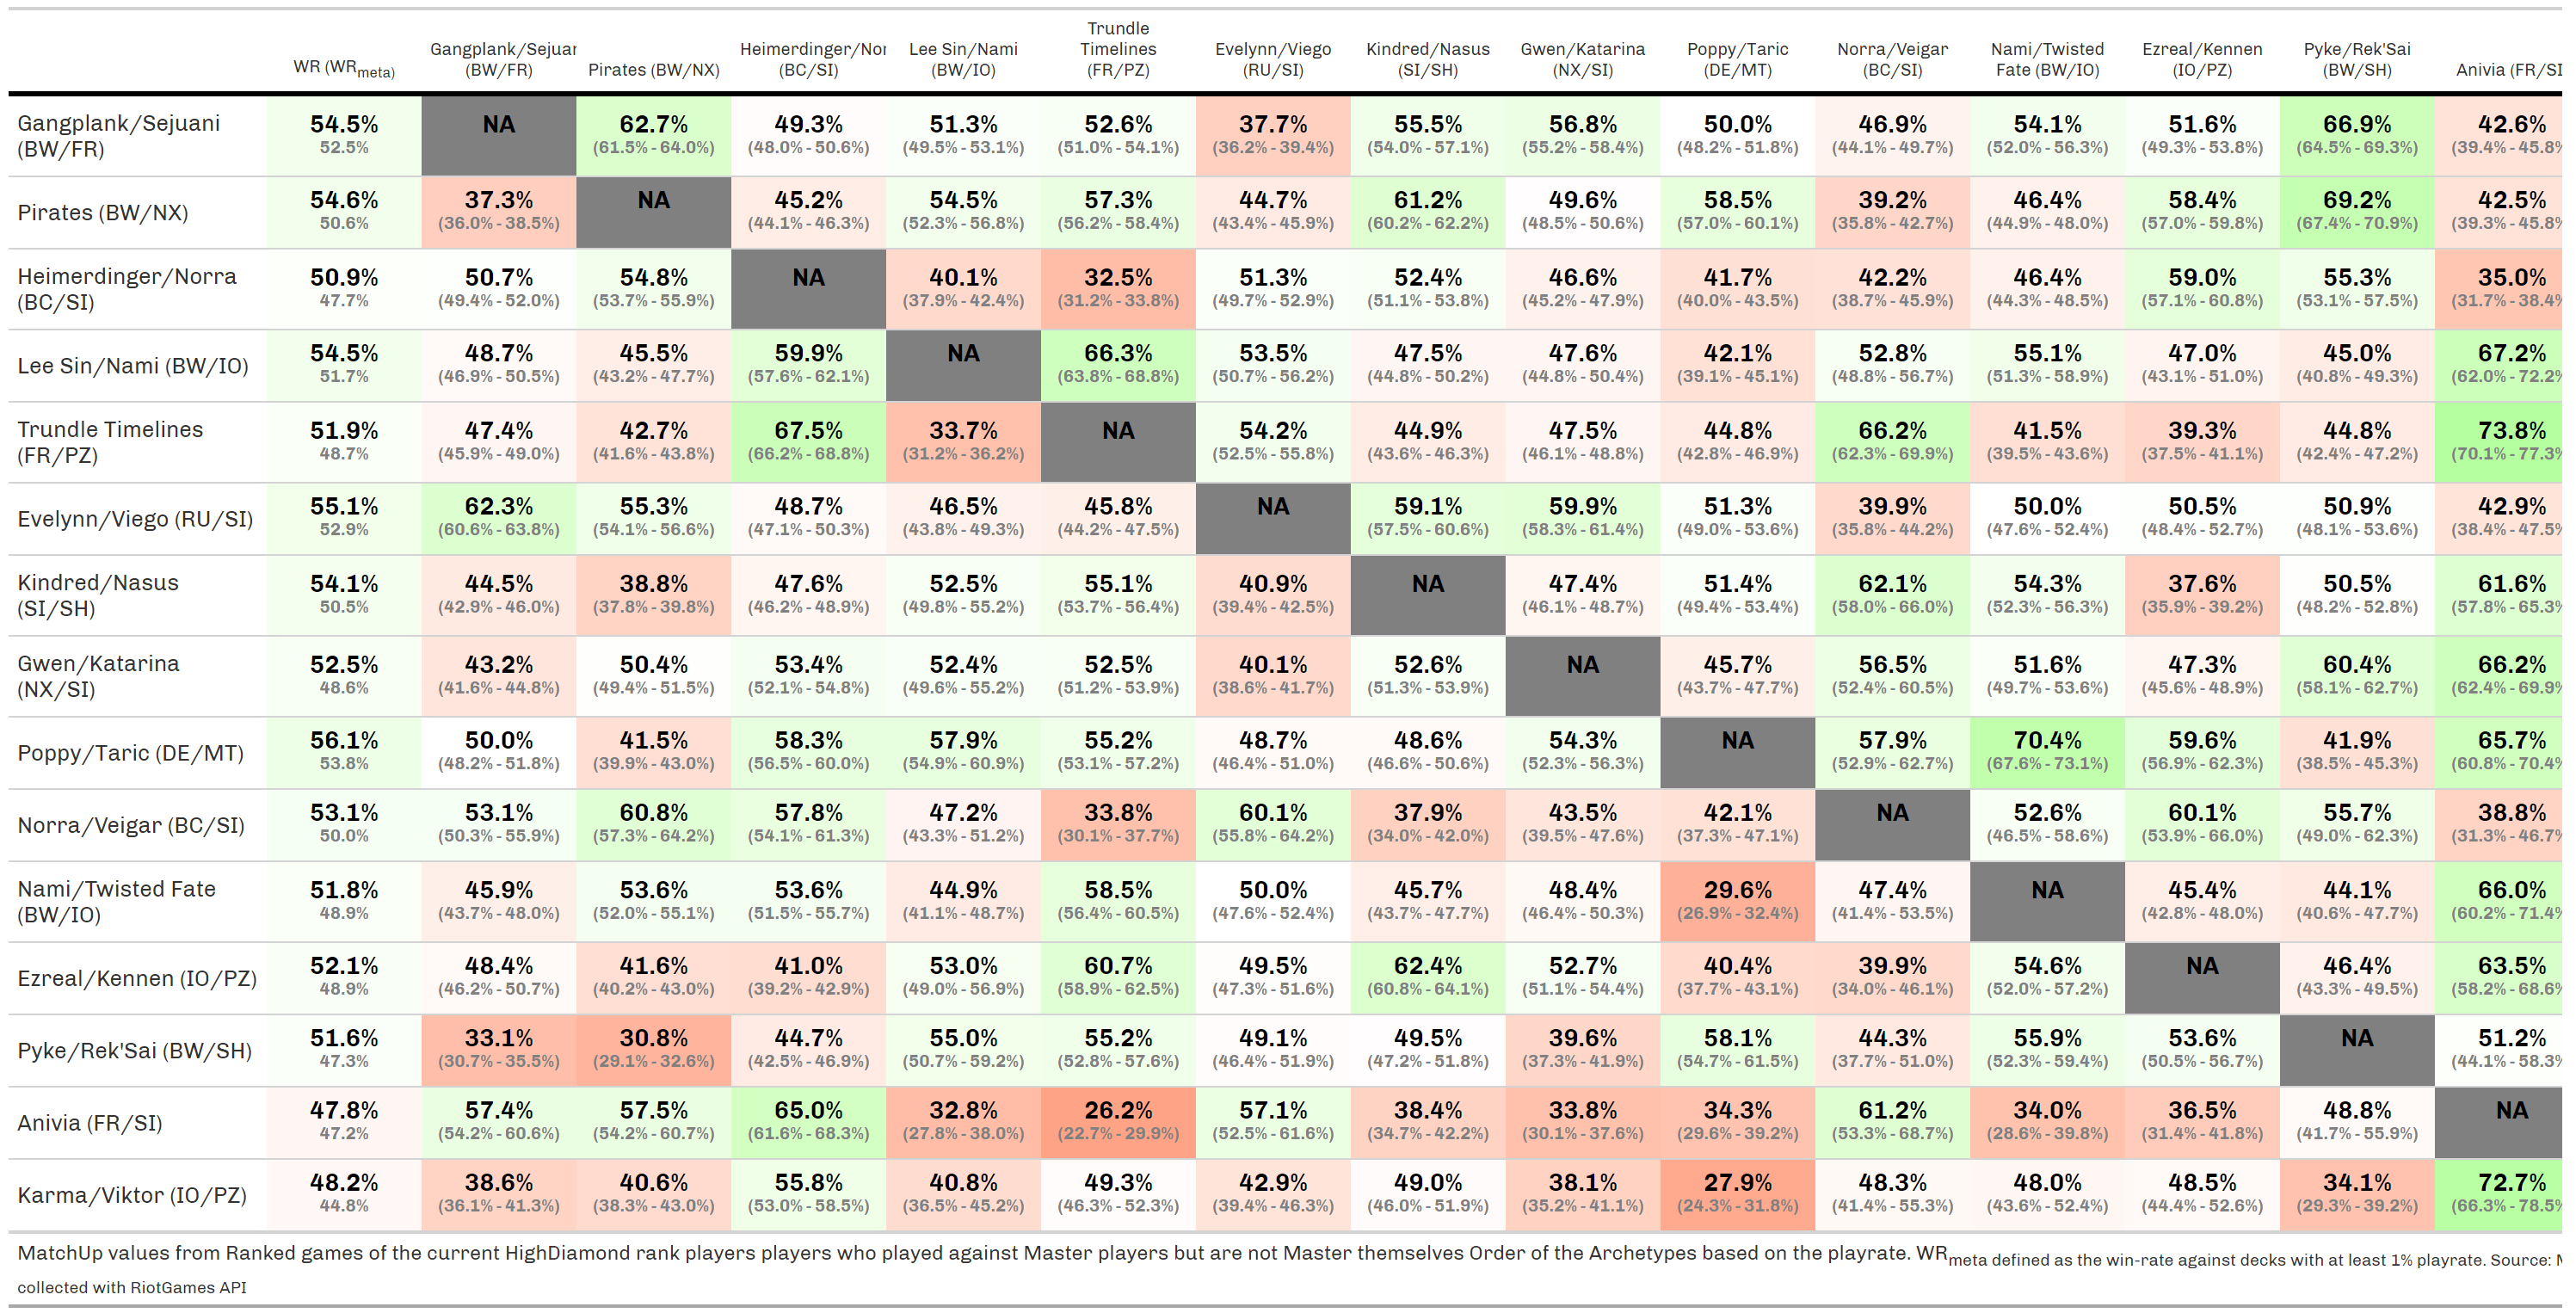 WR (WRmeta) Gangplank/Sejuar (BW/FR) Pirates (BW/NX) Heimerdinger/Nor (BC/SI) Lee Sin/Nami (BW/IO) Trundle Timelines (FR/PZ) Evelynn/Viego (RU/SI) Kindred/Nasus (SI/SH) Gwen/Katarina (NX/SI) Poppy/Taric (DE/MT) Norra/Veigar (BC/SI) Nami/Twisted Fate (BW/IO) Ezreal/Kennen (IO/PZ) Pyke/Rek'Sai (BW/SH) Anivia (FR/SI
Gangplank/Sejuani (BW/FR) 54.5% 52.5% NA 62.7% (61.5% - 64.0%) 49.3% (48.0% - 50.6%) 51.3% (49.5% - 53.1%) 52.6% (51.0% - 54.1%) 37.7% (36.2% - 39.4%) 55.5% (54.0% - 57.1%) 56.8% (55.2% - 58.4%) 50.0% (48.2% - 51.8%) 46.9% (44.1% - 49.7%) 54.1% (52.0% - 56.3%) 51.6% (49.3% - 53.8%) 66.9% (64.5% - 69.3%) 42.6% (39.4% - 45.8%
Pirates (BW/NX) 54.6% 50.6% 37.3% (36.0% - 38.5%) NA 45.2% (44.1% - 46.3%) 54.5% (52.3% - 56.8%) 57.3% (56.2% - 58.4%) 44.7% (43.4% - 45.9%) 61.2% (60.2% - 62.2%) 49.6% (48.5% - 50.6%) 58.5% (57.0% - 60.1%) 39.2% (35.8% - 42.7%) 46.4% (44.9% - 48.0%) 58.4% (57.0% - 59.8%) 69.2% (67.4% - 70.9%) 42.5% (39.3% - 45.8%
Heimerdinger/Norra (BC/SI) 50.9% 47.7% 50.7% (49.4% - 52.0%) 54.8% (53.7% - 55.9%) NA 40.1% (37.9% - 42.4%) 32.5% (31.2% - 33.8%) 51.3% (49.7% - 52.9%) 52.4% (51.1% - 53.8%) 46.6% (45.2% - 47.9%) 41.7% (40.0% - 43.5%) 42.2% (38.7% - 45.9%) 46.4% (44.3% - 48.5%) 59.0% (57.1% - 60.8%) 55.3% (53.1% - 57.5%) 35.0% (31.7% - 38.4%
Lee Sin/Nami (BW/IO) 54.5% 51.7% 48.7% (46.9% - 50.5%) 45.5% (43.2% - 47.7%) 59.9% (57.6% - 62.1%) NA 66.3% (63.8% - 68.8%) 53.5% (50.7% - 56.2%) 47.5% (44.8% - 50.2%) 47.6% (44.8% - 50.4%) 42.1% (39.1% - 45.1%) 52.8% (48.8% - 56.7%) 55.1% (51.3% - 58.9%) 47.0% (43.1% - 51.0%) 45.0% (40.8% - 49.3%) 67.2% (62.0% - 72.2%
Trundle Timelines (FR/PZ) 51.9% 48.7% 47.4% (45.9% - 49.0%) 42.7% (41.6% - 43.8%) 67.5% (66.2% - 68.8%) 33.7% (31.2% - 36.2%) NA 54.2% (52.5% - 55.8%) 44.9% (43.6% - 46.3%) 47.5% (46.1% - 48.8%) 44.8% (42.8% - 46.9%) 66.2% (62.3% - 69.9%) 41.5% (39.5% - 43.6%) 39.3% (37.5% - 41.1%) 44.8% (42.4% - 47.2%) 73.8% (70.1% - 77.3%
Evelynn/Viego (RU/SI) 55.1% 52.9% 62.3% (60.6% - 63.8%) 55.3% (54.1% - 56.6%) 48.7% (47.1% - 50.3%) 46.5% (43.8% - 49.3%) 45.8% (44.2% - 47.5%) NA 59.1% (57.5% - 60.6%) 59.9% (58.3% - 61.4%) 51.3% (49.0% - 53.6%) 39.9% (35.8% - 44.2%) 50.0% (47.6% - 52.4%) 50.5% (48.4% - 52.7%) 50.9% (48.1% - 53.6%) 42.9% (38.4% - 47.5%
Kindred/Nasus (SI/SH) 54.1% 50.5% 44.5% (42.9% - 46.0%) 38.8% (37.8% - 39.8%) 47.6% (46.2% - 48.9%) 52.5% (49.8% - 55.2%) 55.1% (53.7% - 56.4%) 40.9% (39.4% - 42.5%) NA 47.4% (46.1% - 48.7%) 51.4% (49.4% - 53.4%) 62.1% (58.0% - 66.0%) 54.3% (52.3% - 56.3%) 37.6% (35.9% - 39.2%) 50.5% (48.2% - 52.8%) 61.6% (57.8% - 65.3%
Gwen/Katarina (NX/SI) 52.5% 48.6% 43.2% (41.6% - 44.8%) 50.4% (49.4% - 51.5%) 53.4% (52.1% - 54.8%) 52.4% (49.6% - 55.2%) 52.5% (51.2% - 53.9%) 40.1% (38.6% - 41.7%) 52.6% (51.3% - 53.9%) NA 45.7% (43.7% - 47.7%) 56.5% (52.4% - 60.5%) 51.6% (49.7% - 53.6%) 47.3% (45.6% - 48.9%) 60.4% (58.1% - 62.7%) 66.2% (62.4% - 69.9%
Poppy/Taric (DE/MT) 56.1% 53.8% 50.0% (48.2% - 51.8%) 41.5% (39.9% - 43.0%) 58.3% (56.5% - 60.0%) 57.9% (54.9% - 60.9%) 55.2% (53.1% - 57.2%) 48.7% (46.4% - 51.0%) 48.6% (46.6% - 50.6%) 54.3% (52.3% - 56.3%) NA 57.9% (52.9% - 62.7%) 70.4% (67.6% - 73.1%) 59.6% (56.9% - 62.3%) 41.9% (38.5% - 45.3%) 65.7% (60.8% - 70.4%
Norra/Veigar (BC/SI) 53.1% 50.0% 53.1% (50.3% - 55.9%) 60.8% (57.3% - 64.2%) 57.8% (54.1% - 61.3%) 47.2% (43.3% - 51.2%) 33.8% (30.1% - 37.7%) 60.1% (55.8% - 64.2%) 37.9% (34.0% - 42.0%) 43.5% (39.5% - 47.6%) 42.1% (37.3% - 47.1%) NA 52.6% (46.5% - 58.6%) 60.1% (53.9% - 66.0%) 55.7% (49.0% - 62.3%) 38.8% (31.3% - 46.7%
Nami/Twisted Fate (BW/IO) 51.8% 48.9% 45.9% (43.7% - 48.0%) 53.6% (52.0% - 55.1%) 53.6% (51.5% - 55.7%) 44.9% (41.1% - 48.7%) 58.5% (56.4% - 60.5%) 50.0% (47.6% - 52.4%) 45.7% (43.7% - 47.7%) 48.4% (46.4% - 50.3%) 29.6% (26.9% - 32.4%) 47.4% (41.4% - 53.5%) NA 45.4% (42.8% - 48.0%) 44.1% (40.6% - 47.7%) 66.0% (60.2% - 71.4%
Ezreal/Kennen (IO/PZ) 52.1% 48.9% 48.4% (46.2% - 50.7%) 41.6% (40.2% - 43.0%) 41.0% (39.2% - 42.9%) 53.0% (49.0% - 56.9%) 60.7% (58.9% - 62.5%) 49.5% (47.3% - 51.6%) 62.4% (60.8% - 64.1%) 52.7% (51.1% - 54.4%) 40.4% (37.7% - 43.1%) 39.9% (34.0% - 46.1%) 54.6% (52.0% - 57.2%) NA 46.4% (43.3% - 49.5%) 63.5% (58.2% - 68.6%
Pyke/Rek'Sai (BW/SH) 51.6% 47.3% 33.1% (30.7% - 35.5%) 30.8% (29.1% - 32.6%) 44.7% (42.5% - 46.9%) 55.0% (50.7% - 59.2%) 55.2% (52.8% - 57.6%) 49.1% (46.4% - 51.9%) 49.5% (47.2% - 51.8%) 39.6% (37.3% - 41.9%) 58.1% (54.7% - 61.5%) 44.3% (37.7% - 51.0%) 55.9% (52.3% - 59.4%) 53.6% (50.5% - 56.7%) NA 51.2% (44.1% - 58.3%
Anivia (FR/SI) 47.8% 47.2% 57.4% (54.2% - 60.6%) 57.5% (54.2% - 60.7%) 65.0% (61.6% - 68.3%) 32.8% (27.8% - 38.0%) 26.2% (22.7% - 29.9%) 57.1% (52.5% - 61.6%) 38.4% (34.7% - 42.2%) 33.8% (30.1% - 37.6%) 34.3% (29.6% - 39.2%) 61.2% (53.3% - 68.7%) 34.0% (28.6% - 39.8%) 36.5% (31.4% - 41.8%) 48.8% (41.7% - 55.9%) NA
Karma/Viktor (IO/PZ) 48.2% 44.8% 38.6% (36.1% - 41.3%) 40.6% (38.3% - 43.0%) 55.8% (53.0% - 58.5%) 40.8% (36.5% - 45.2%) 49.3% (46.3% - 52.3%) 42.9% (39.4% - 46.3%) 49.0% (46.0% - 51.9%) 38.1% (35.2% - 41.1%) 27.9% (24.3% - 31.8%) 48.3% (41.4% - 55.3%) 48.0% (43.6% - 52.4%) 48.5% (44.4% - 52.6%) 34.1% (29.3% - 39.2%) 72.7% (66.3% - 78.5%
MatchUp values from Ranked games of the current HighDiamond rank players players who played against Master players but are not Master themselves Order of the Archetypes based on the playrate. WRmeta defined as the win-rate against decks with at least 1% playrate. Source:
collected with RiotGames API